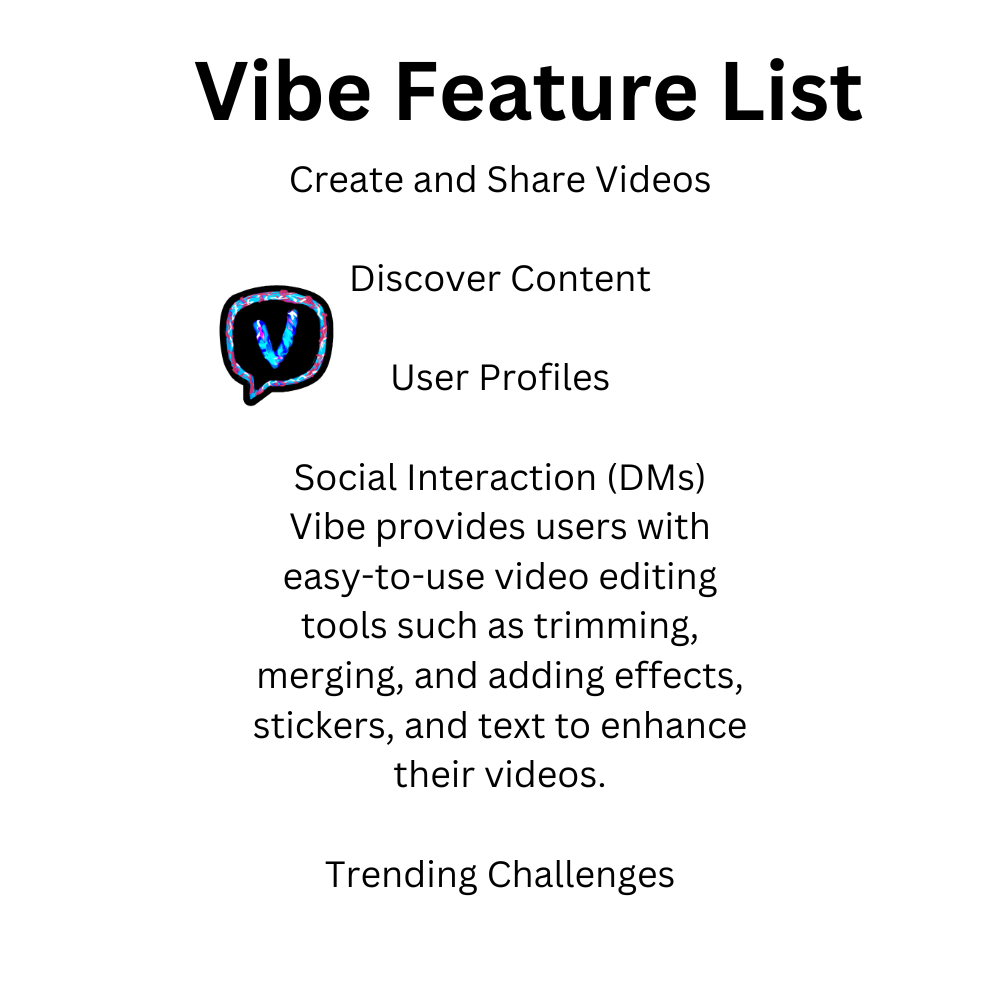 Vibe Feature List
Create and Share Videos
Discover Content
V
User Profiles
Social Interaction (DMs)
Vibe provides users with
easy-to-use video editing
tools such as trimming,
merging, and adding effects,
stickers, and text to enhance
their videos.
Trending Challenges